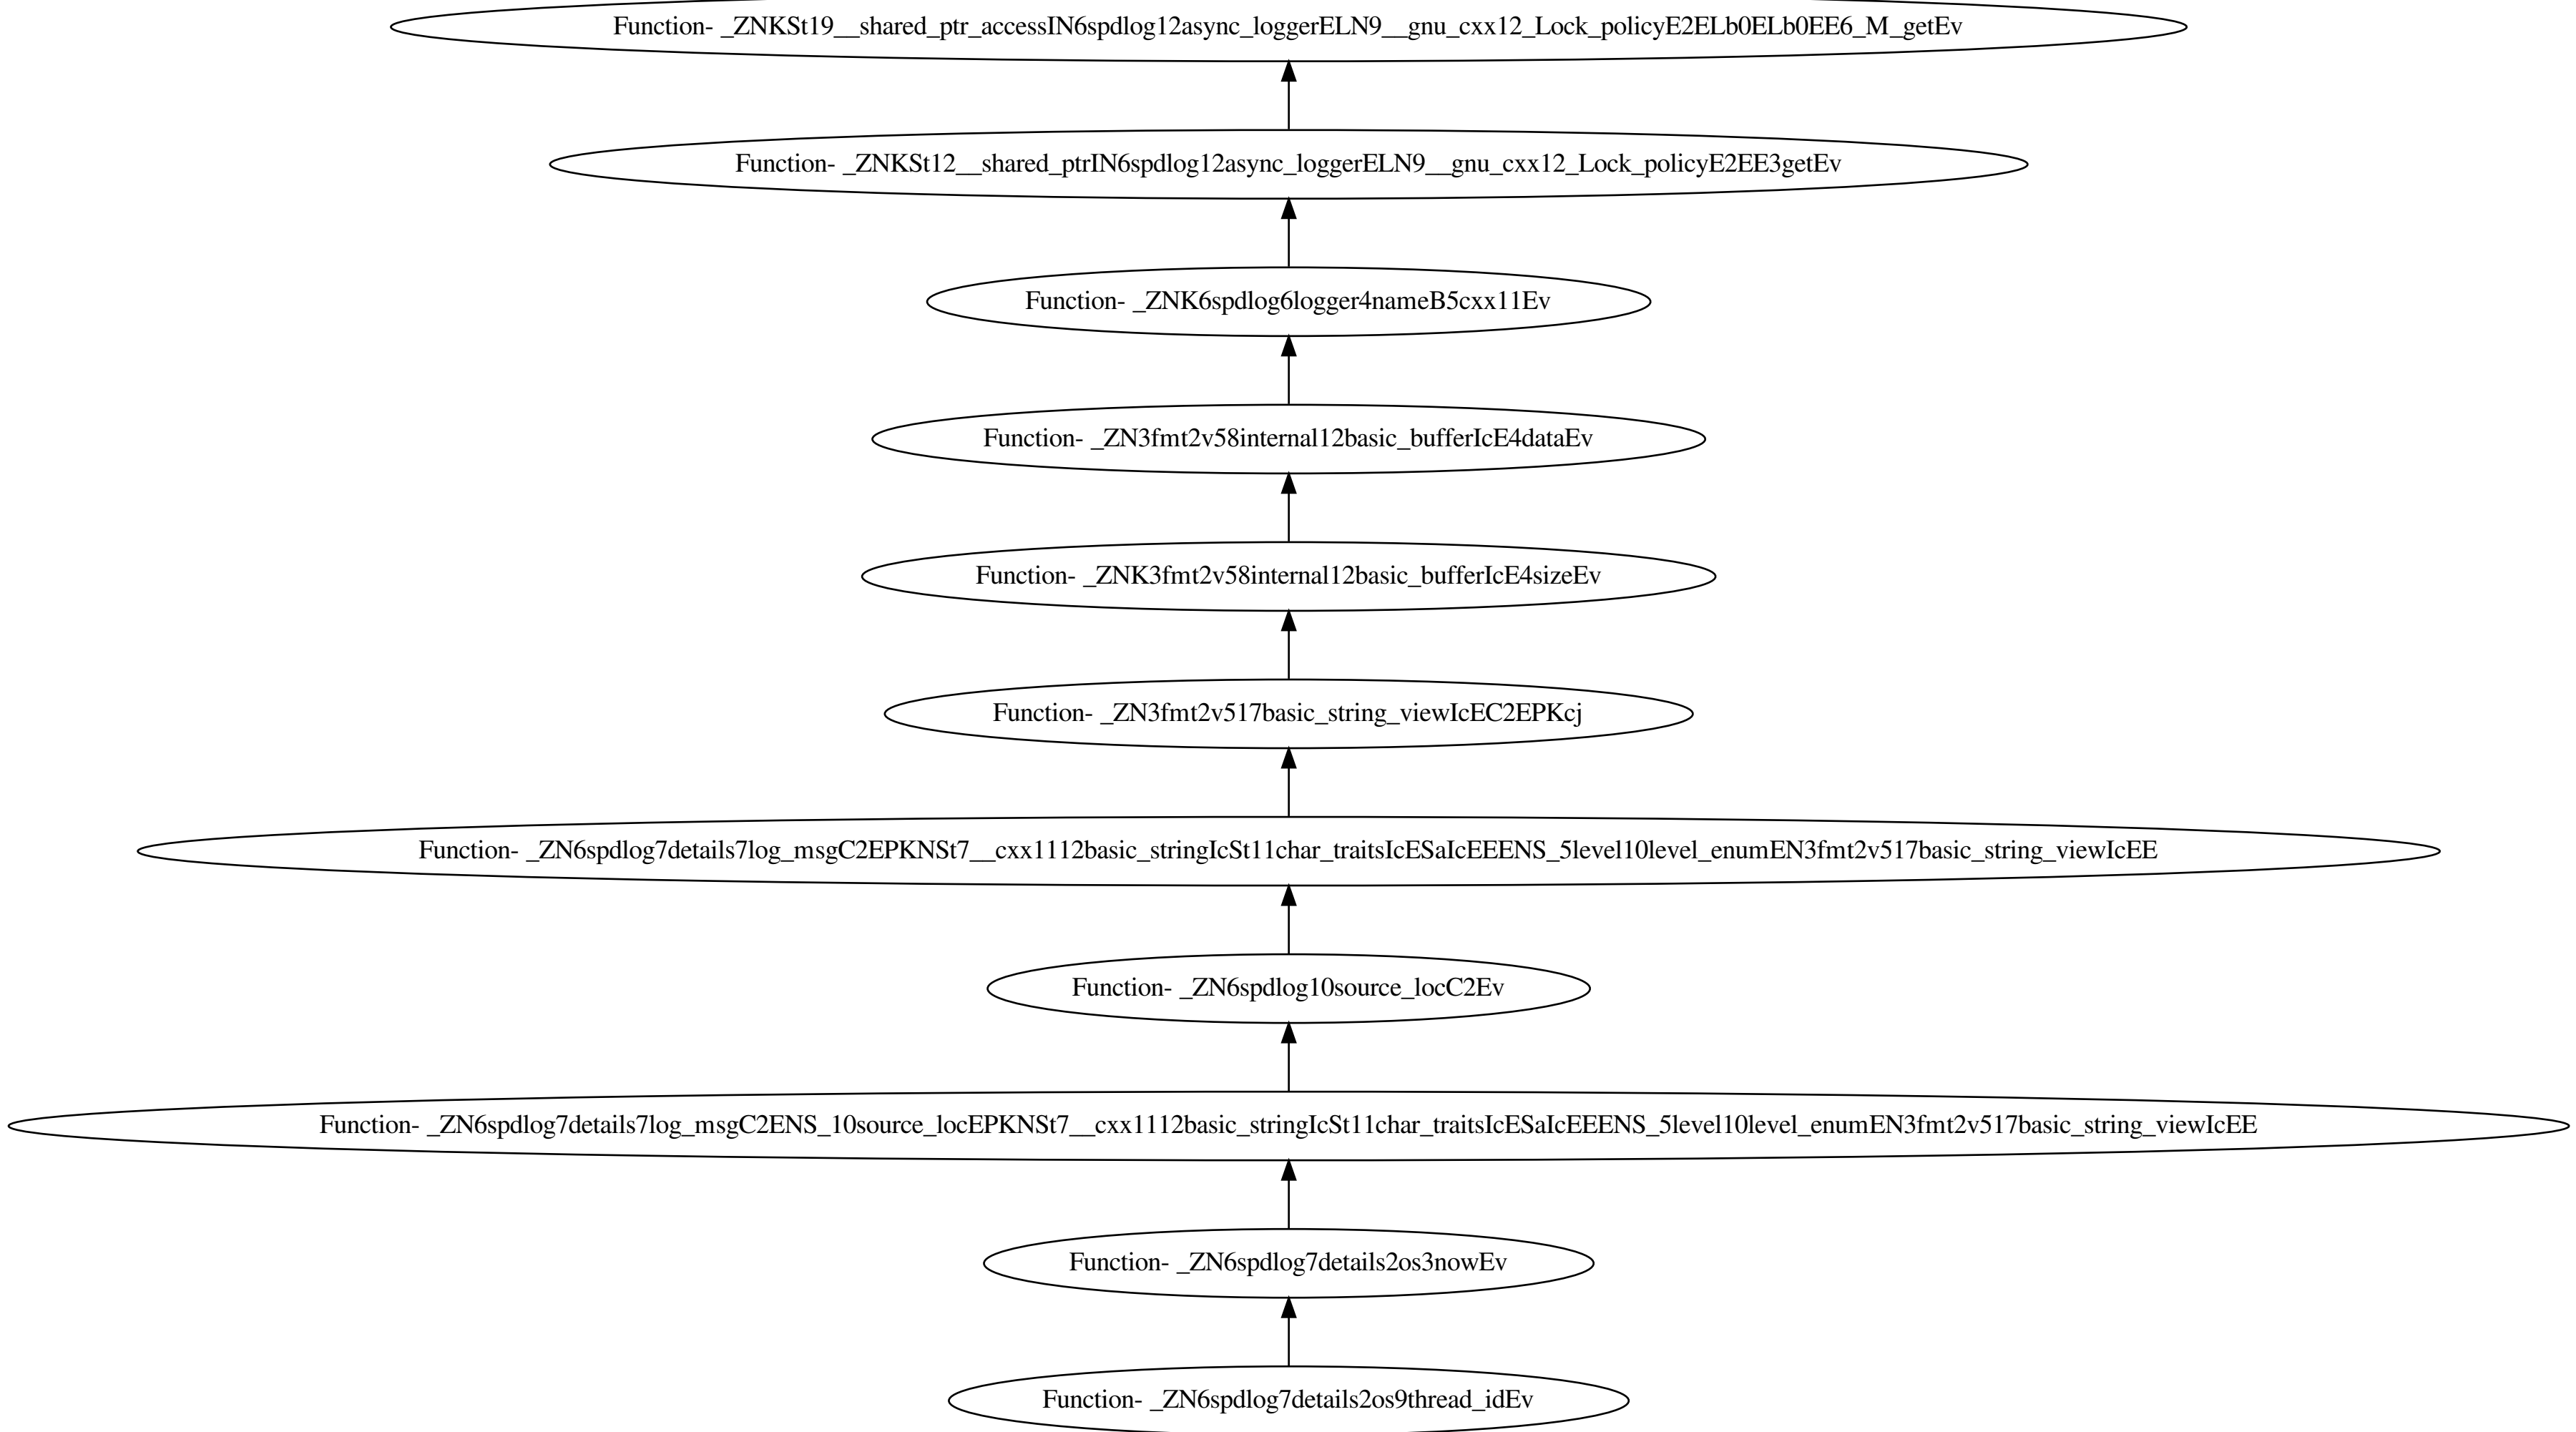 Function- _ZNKSt19__shared_ptr_accessIN6spdlog12async_loggerELN9__gnu_cxx12_Lock_policyE2ELb0ELb0EE6_M_getEv
Function- _ZNKSt12__shared_ptrIN6spdlog12async_loggerELN9__gnu_cxx12_Lock_policyE2EE3getEv
Function- _ZNK6spdlog6logger4nameB5cxx11Ev
Function- _ZN3fmt2v58internal12basic_bufferIcE4dataEv
Function- _ZNK3fmt2v58internal12basic_bufferIcE4sizeEv
Function- _ZN3fmt2v517basic_string_viewIcEC2EPKcj
Function- _ZN6spdlog7details7log_msgC2EPKNSt7__cxx1112basic_stringIcSt11char_traitsIcESaIcEEENS_5level10level_enumEN3fmt2v517basic_string_viewIcEE
Function- _ZN6spdlog10source_locC2Ev
Function- _ZN6spdlog7details7log_msgC2ENS_10source_locEPKNSt7__cxx1112basic_stringIcSt11char_traitsIcESaIcEEENS_5level10level_enumEN3fmt2v517basic_string_viewIcEE
Function- _ZN6spdlog7details2os3nowEv
Function- _ZN6spdlog7details2os9thread_idEv